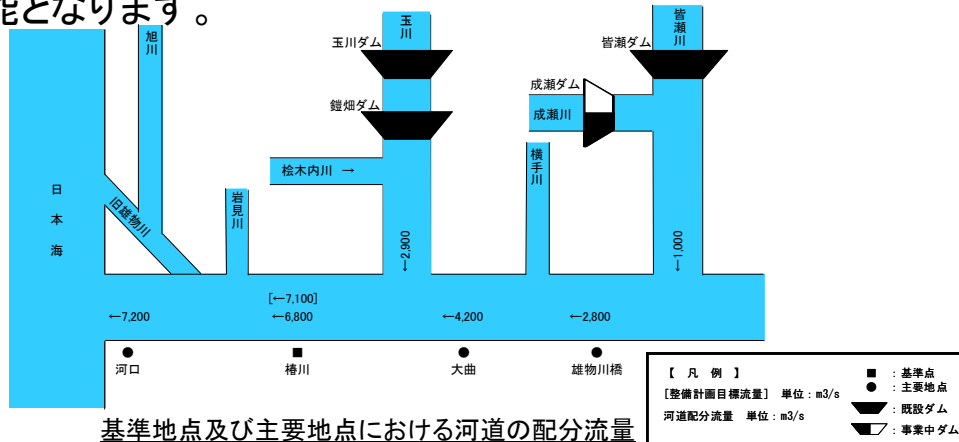 能となります。
旭川
玉川
皆瀬川
玉川ダム
皆瀬ダム
鎧畑ダム
成瀬ダム
成瀬川
横手川
桧木内川 →
岩見川
日本海
旧雄物川
←2,900
←1,000
[←7,100]
←7,200
←6,800
←4,200
←2,800
河口
椿川
大曲
雄物川橋
【 凡 例 】
[整備計画目標流量] 単位：m3/s
河道配分流量 単位：m3/s
■ ：基準点
● ：主要地点
：既設ダム
：事業中ダム
基準地点及び主要地点における河道の配分流量